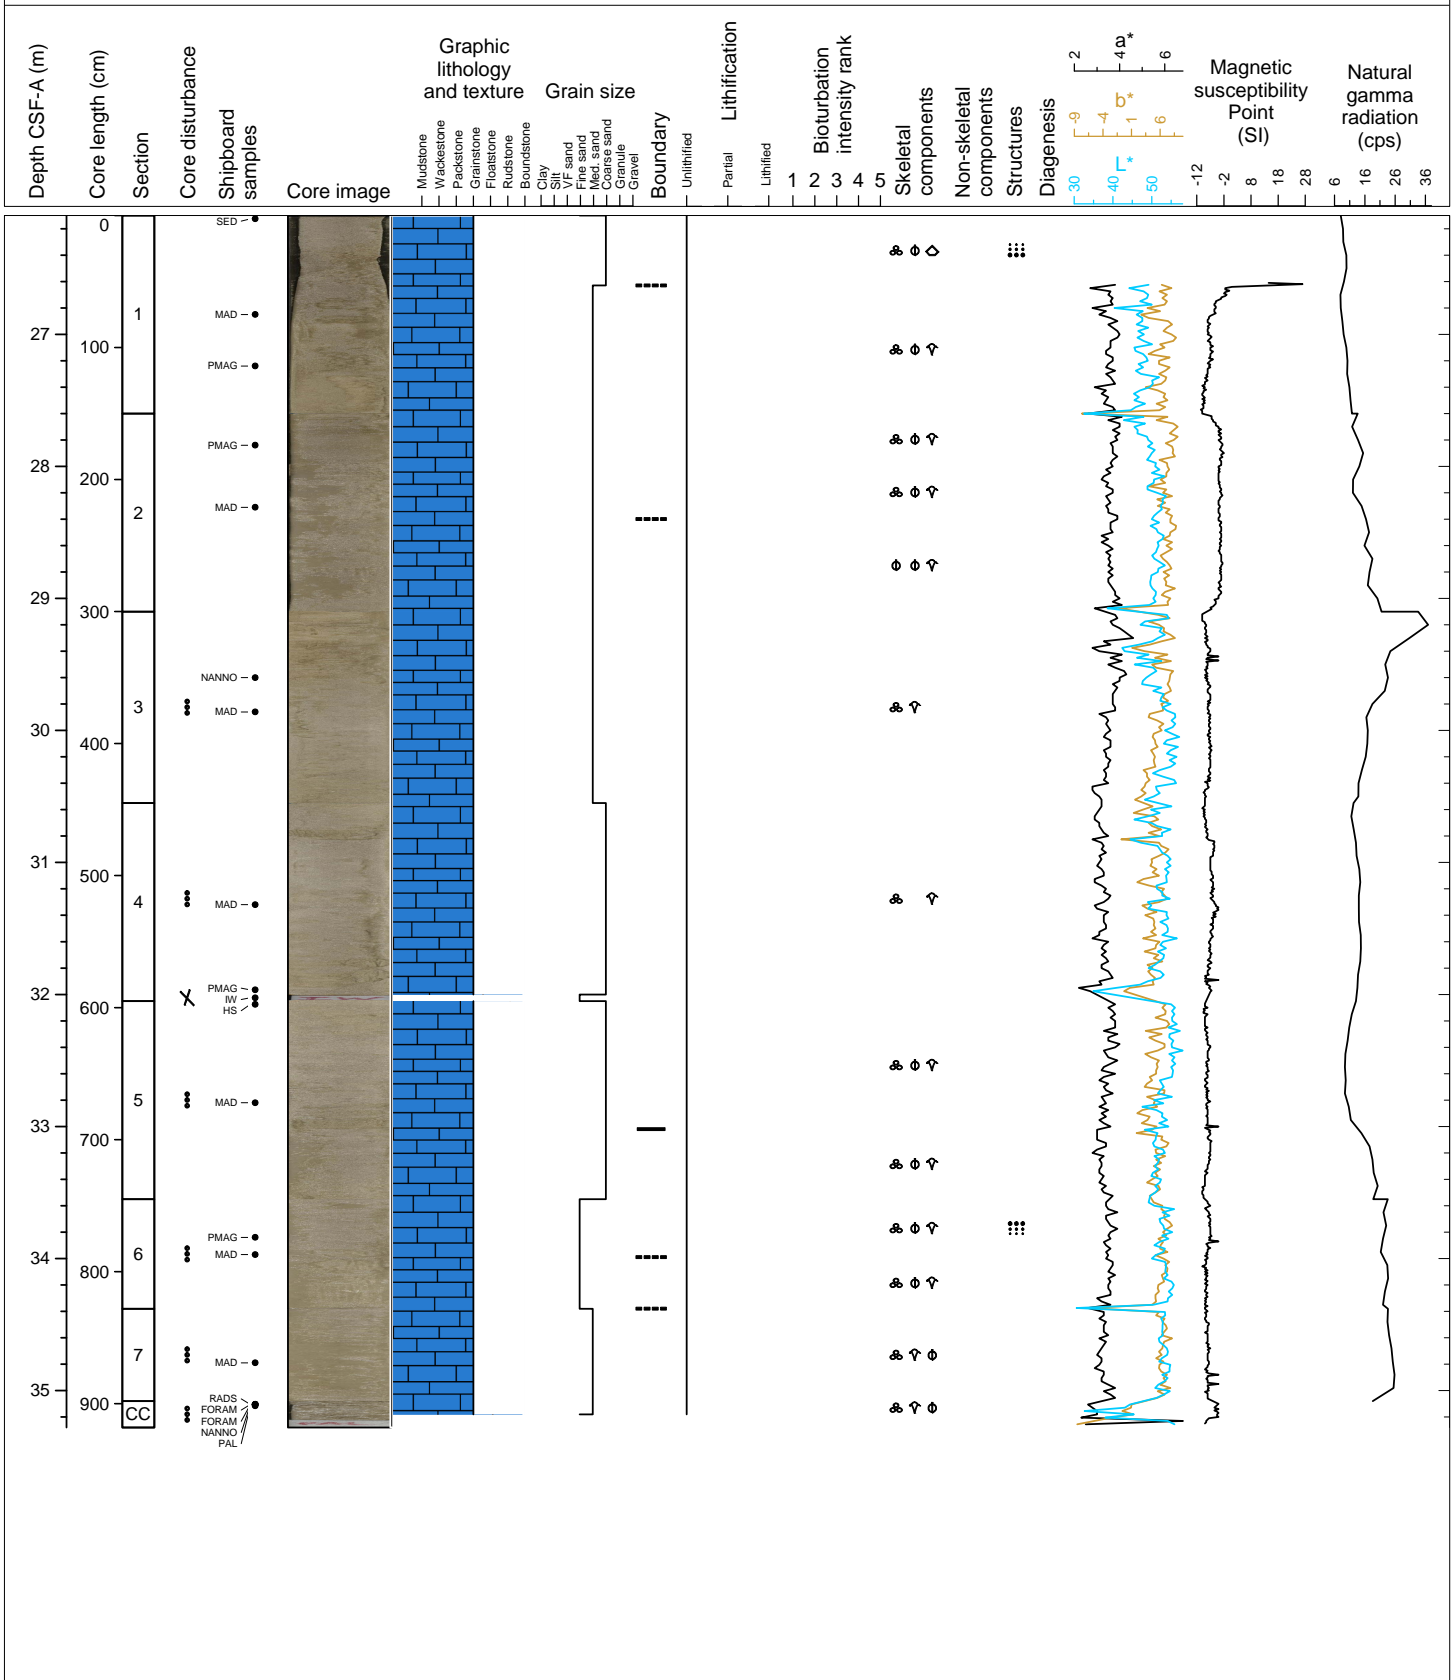 Depth CSF-A (m)
Core length (cm)
Section
Core disturbance
Shipboard
samples
Core image
Graphic
lithology
and texture
Mudstone
Wackestone
Packstone
Grainstone
Floatstone
Rudstone
Boundstone
Grain size
Clay
Silt
VF sand
Fine sand
Med. sand
Coarse sand
Granule
Gravel
Boundary
Lithification
Unlithified
Partial
Lithified
Bioturbation
intensity rank
1 2 3 4 5
Skeletal
components
Non-skeletal
components
Structures
Diagenesis
a*
2 4 6
b*
-9 -4 1 6
L*
30 40 50
Magnetic
susceptibility
Point
(SI)
-12 -2 8 18 28
Natural
gamma
radiation
(cps)
6 16 26 36
0
SED
1
MAD
27
100
PMAG
PMAG
28
200
MAD
2
29
300
NANNO
3
MAD
30
400
31
500
4
MAD
PMAG
32
IW
600
HS
5
MAD
33
700
PMAG
6
MAD
34
800
7
MAD
35
RADS
900
FORAM
CC
FORAM
NANNO
PAL